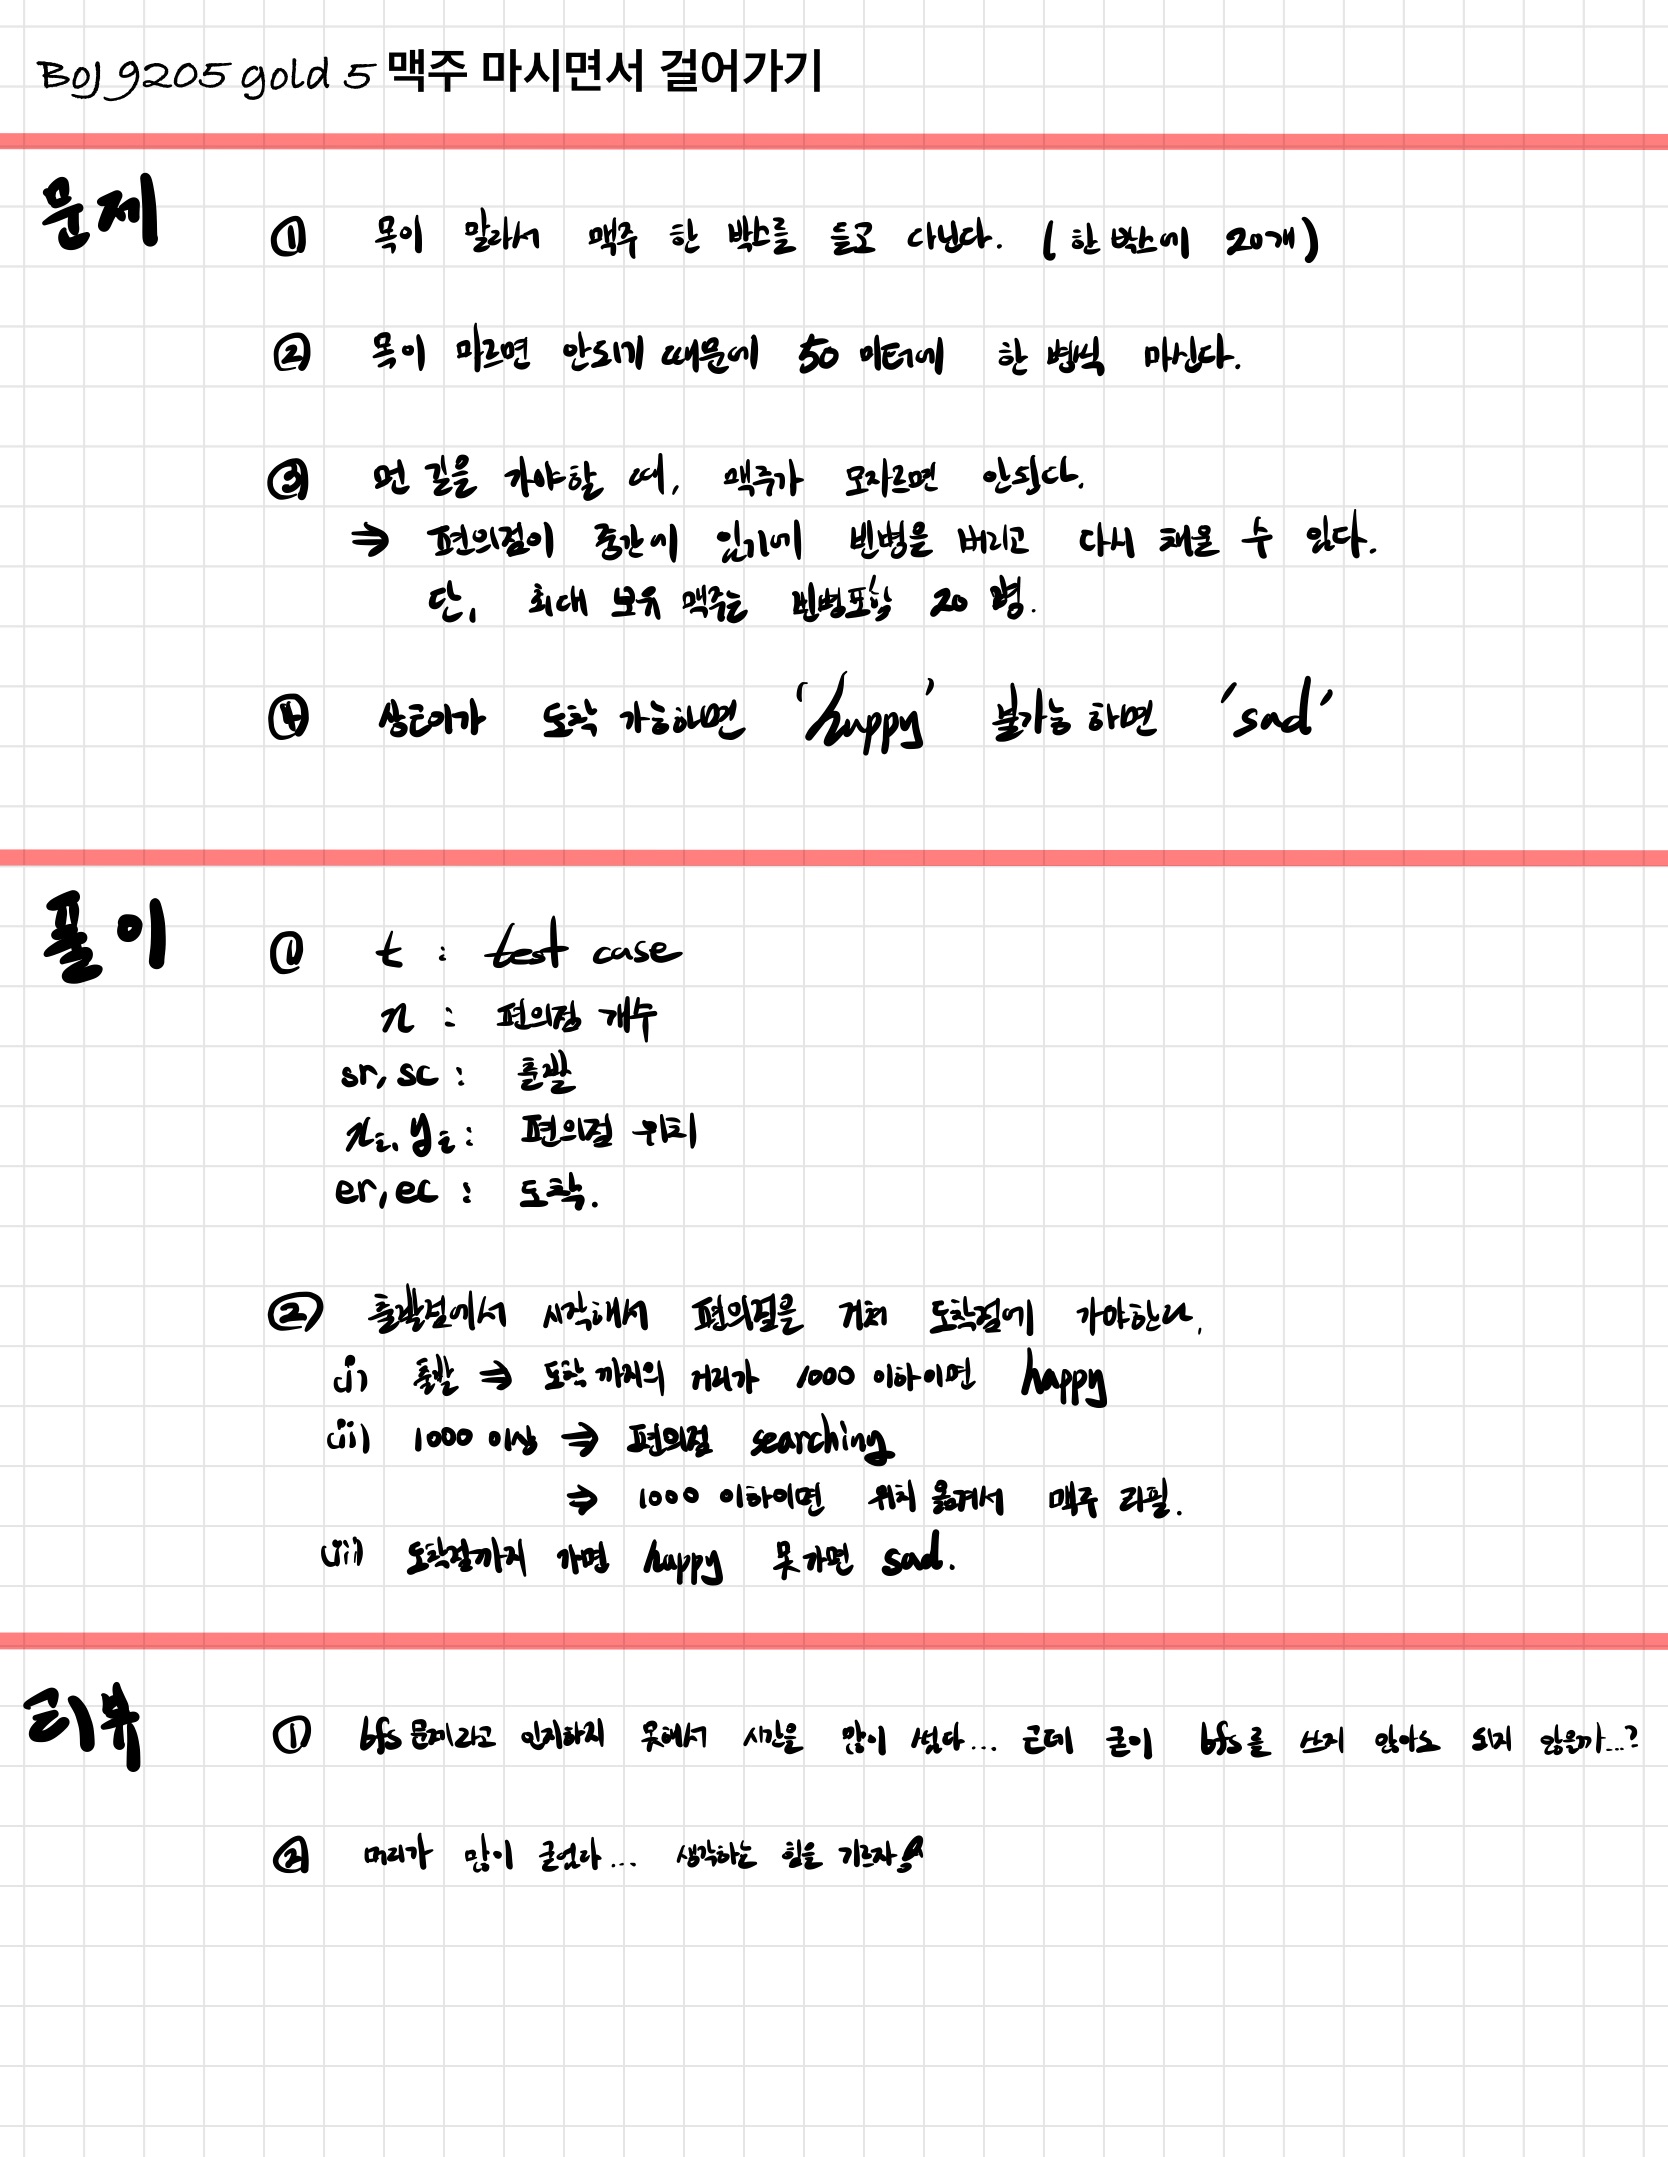 BOJ 9205 gold 5 맥주 마시면서 걸어가기
문제
① 목이 말라서 맥주 한 박스를 들고 다닌다. (한 박스에 20개)
② 목이 마르면 안되기 때문에 50 미터에 한 병씩 마신다.
③ 먼 길을 가야할 때, 맥주가 모자르면 안된다.
⇒ 편의점이 중간에 있기에 빈병을 버리고 다시 채울 수 있다.
단, 최대 보유 맥주는 빈병포함 20 병.
④ 상태가 도착 가능하면 'happy' 불가능 하면 'sad'
풀이
① t : test case
n : 편의점 개수
sr, sc : 출발
xi, yi : 편의점 위치
er, ec : 도착.
② 출발점에서 시작해서 편의점을 거쳐 도착점에 가야한다.
i) 출발 ⇒ 도착까지의 거리가 1000 이하이면 happy
ii) 1000 이상 ⇒ 편의점 searching
⇒ 1000 이하이면 위치 옮겨서 맥주 리필.
iii) 도착점까지 가면 happy 못가면 sad.
리뷰
① bfs 문제라고 인지하지 못해서 시간을 많이 썼다... 근데 굳이 bfs를 쓰지 않아도 되지 않을까...?
② 머리가 많이 굳었다... 생각하는 힘을 기르자!